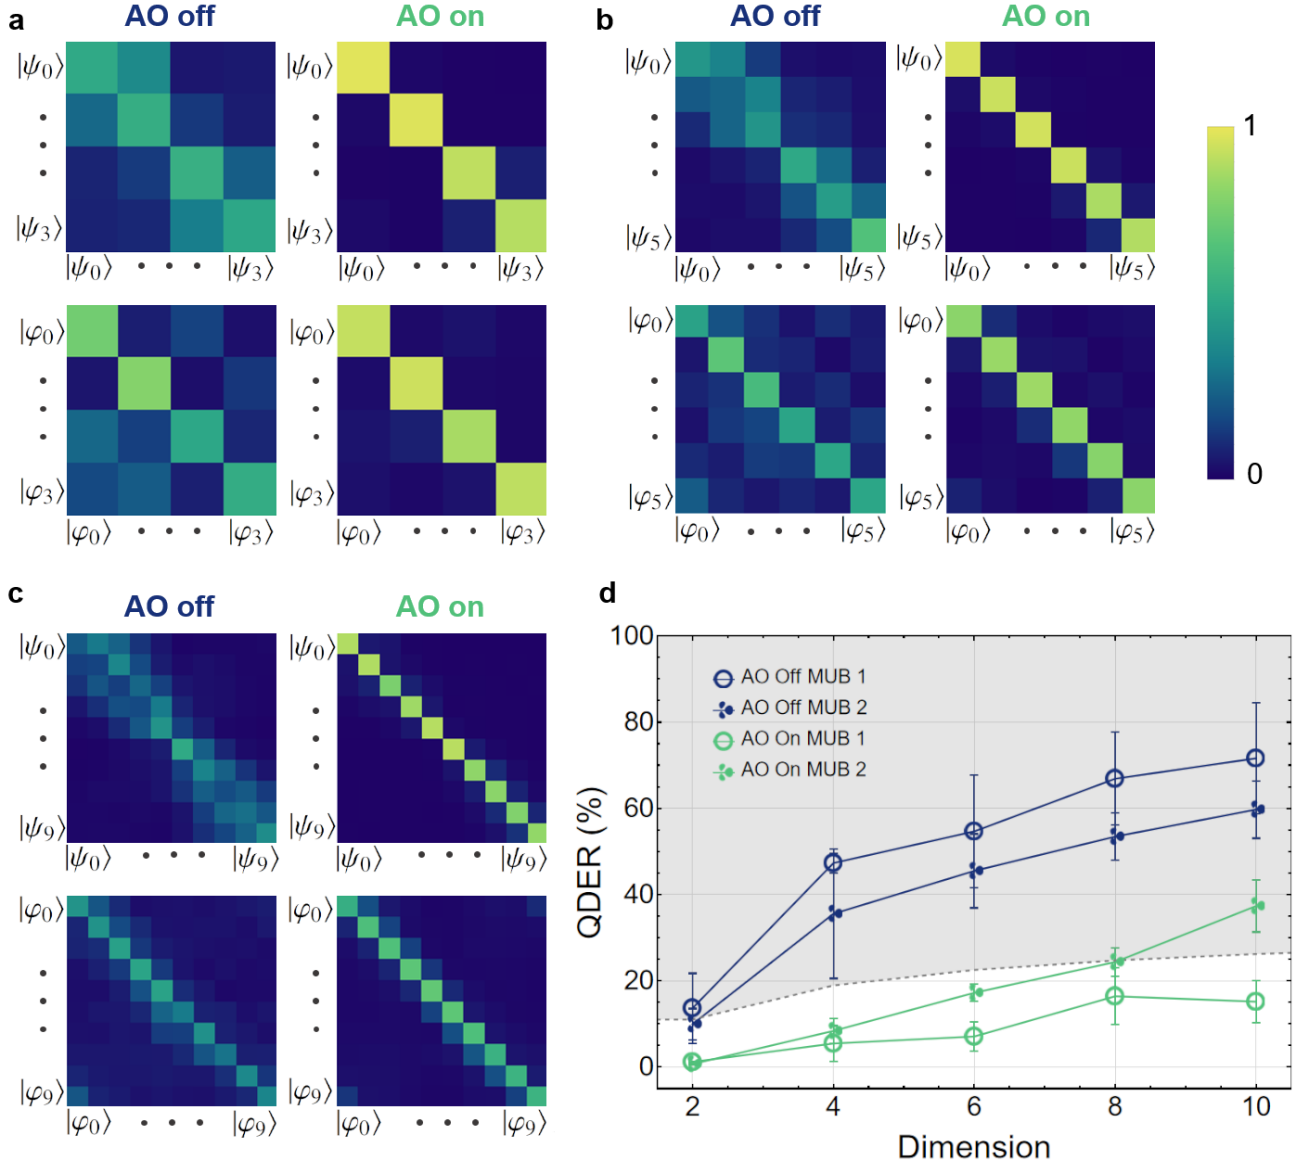 a
AO off
AO on
b
AO off
AO on
|ψ0⟩
|ψ3⟩
|ψ0⟩ |ψ3⟩
|ψ0⟩
|ψ3⟩
|ψ0⟩ |ψ3⟩
|ψ0⟩
|ψ5⟩
|ψ0⟩ |ψ5⟩
|ψ0⟩
|ψ5⟩
|ψ0⟩ |ψ5⟩
1
0
|φ0⟩
|φ3⟩
|φ0⟩ |φ3⟩
|φ0⟩
|φ3⟩
|φ0⟩ |φ3⟩
|φ0⟩
|φ5⟩
|φ0⟩ |φ5⟩
|φ0⟩
|φ5⟩
|φ0⟩ |φ5⟩
c
AO off
AO on
|ψ0⟩
|ψ9⟩
|ψ0⟩ |ψ9⟩
|ψ0⟩
|ψ9⟩
|ψ0⟩ |ψ9⟩
|φ0⟩
|φ9⟩
|φ0⟩ |φ9⟩
|φ0⟩
|φ9⟩
|φ0⟩ |φ9⟩
d
100
80
60
40
20
0
QDER (%)
AO Off MUB 1
AO Off MUB 2
AO On MUB 1
AO On MUB 2
2 4 6 8 10
Dimension